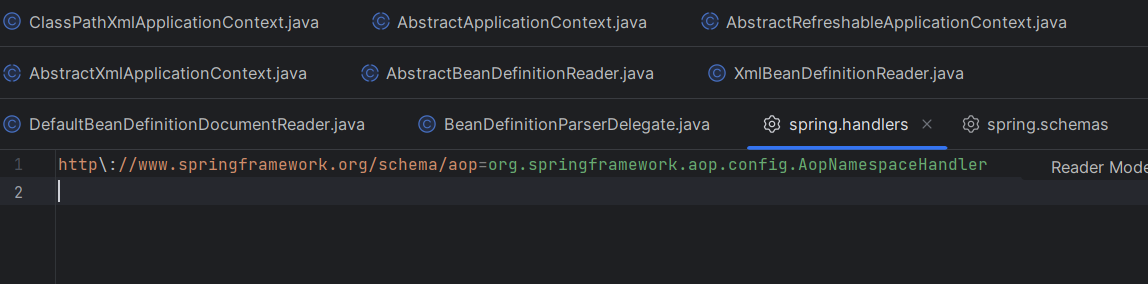 ClassPathXmlApplicationContext.java AbstractApplicationContext.java AbstractRefreshableApplicationContext.java
AbstractXmlApplicationContext.java AbstractBeanDefinitionReader.java XmlBeanDefinitionReader.java
DefaultBeanDefinitionDocumentReader.java BeanDefinitionParserDelegate.java spring.handlers spring.schemas
1 http\://www.springframework.org/schema/aop=org.springframework.aop.config.AopNamespaceHandler Reader Mode
2